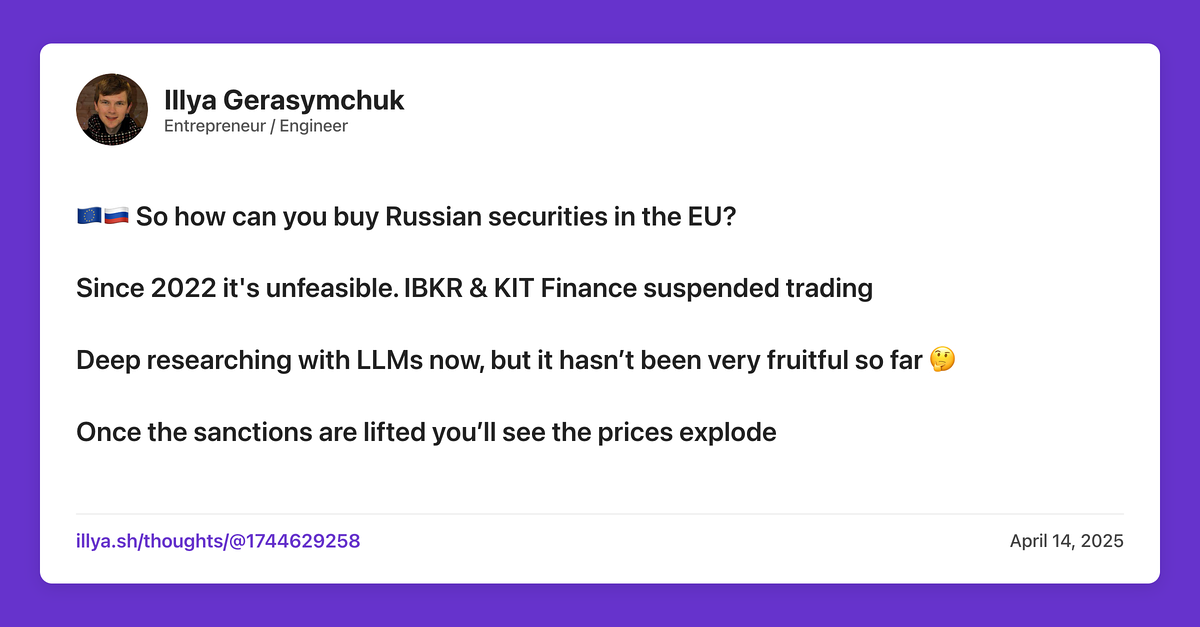 Illya Gerasymchuk
Entrepreneur / Engineer
🇪🇺🇷🇺 So how can you buy Russian securities in the EU?
Since 2022 it's unfeasible. IBKR & KIT Finance suspended trading
Deep researching with LLMs now, but it hasn’t been very fruitful so far 🤔
Once the sanctions are lifted you’ll see the prices explode
illya.sh/thoughts/@1744629258
April 14, 2025